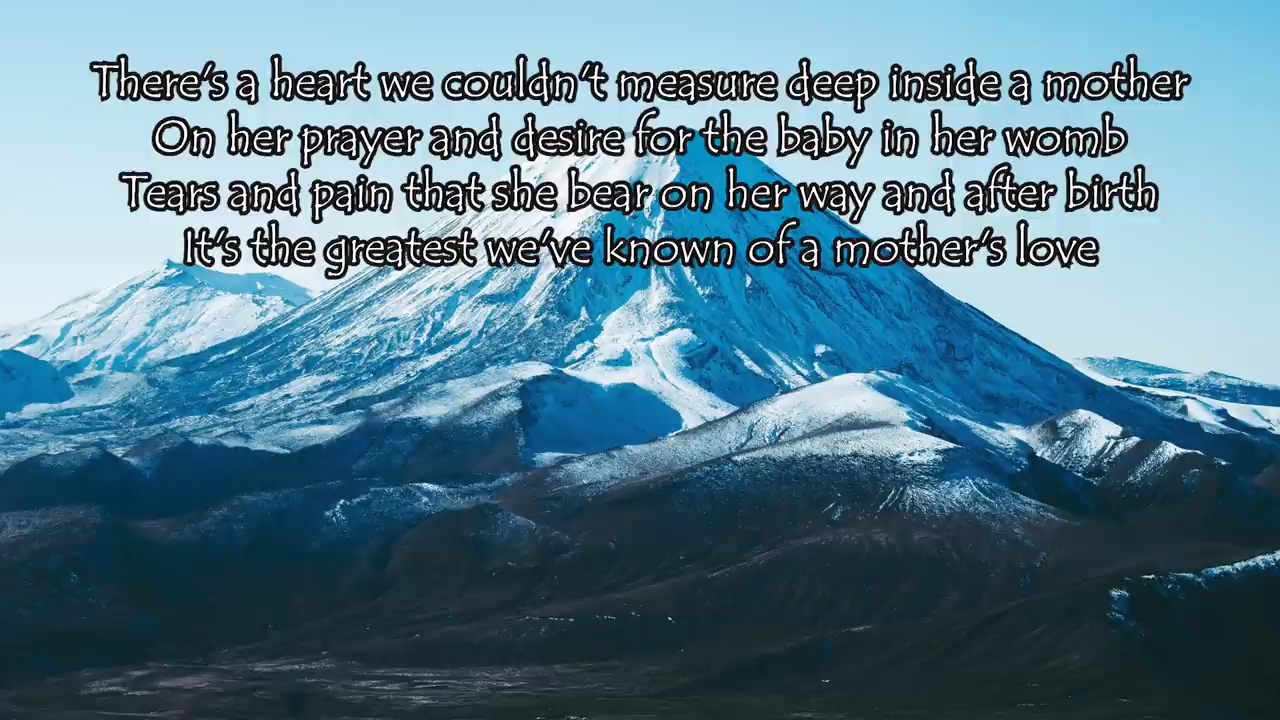 There's a heart we couldn't measure deep inside a mother
On her prayer and desire for the baby in her womb
Tears and pain that she bear on her way and after birth
It's the greatest we've known of a mother's love